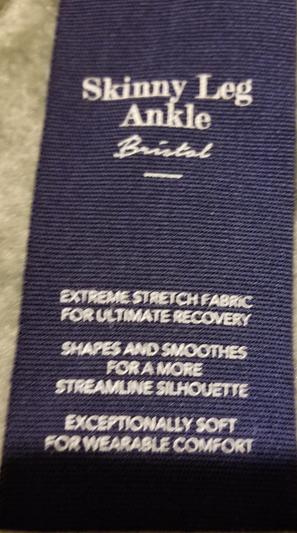 Skinny Leg
Ankle
Bristol
EXTREME STRETCH FABRIC
FOR ULTIMATE RECOVERY
SHAPES AND SMOOTHES
FOR A MORE
STREAMLINE SILHOUETTE
EXCEPTIONALLY SOFT
FOR WEARABLE COMFORT